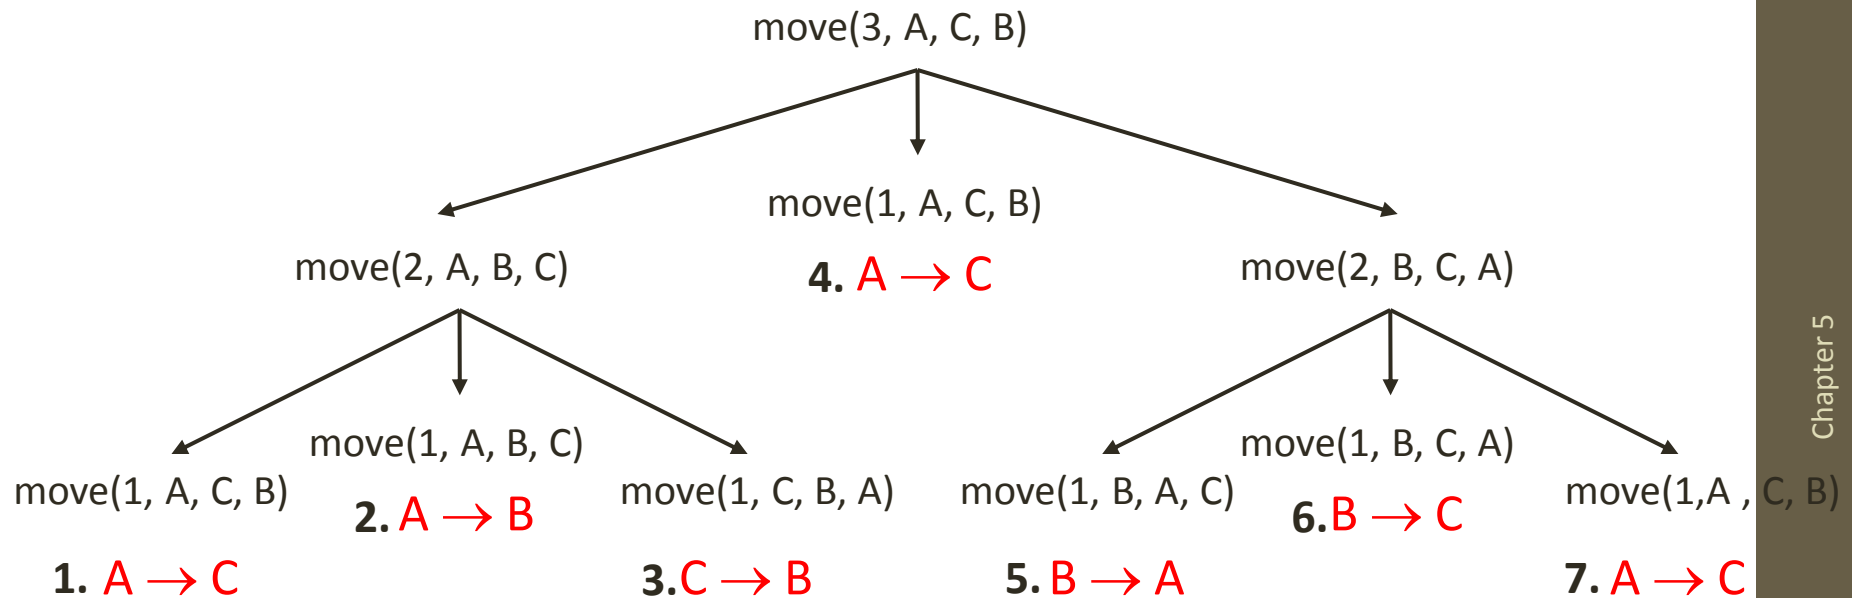 move(3, A, C, B)
move(1, A, C, B)
4. A → C
move(2, A, B, C)
move(2, B, C, A)
move(1, A, B, C)
2. A → B
move(1, B, C, A)
6.B → C
move(1, A, C, B)
1. A → C
move(1, C, B, A)
3.C → B
move(1, B, A, C)
5. B → A
move(1,A , C, B)
7. A → C
Chapter 5